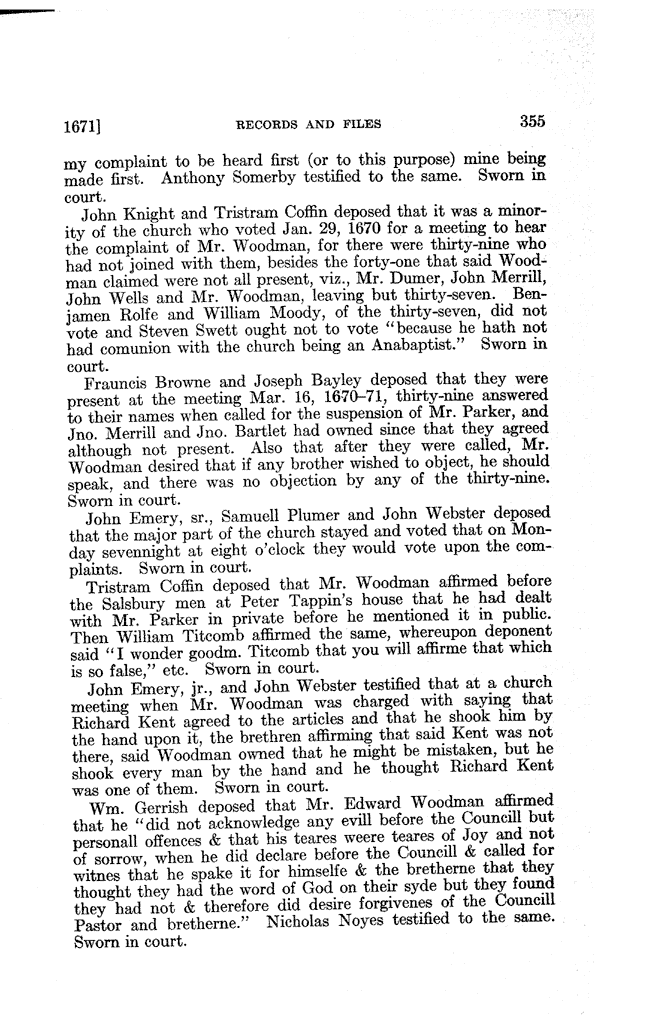 1671] RECORDS AND FILES 355
my complaint to be heard first (or to this purpose) mine being
made first. Anthony Somerby testified to the same. Sworn in
court.
John Knight and Tristram Coffin deposed that it was a minor-
ity of the church who voted Jan. 29, 1670 for a meeting to hear
the complaint of Mr. Woodman, for there were thirty-nine who
had not joined with them, besides the forty-one that said Wood-
man claimed were not all present, viz., Mr. Dumer, John Merrill,
John Wells and Mr. Woodman, leaving but thirty-seven. Ben-
jamen Rolfe and William Moody, of the thirty-seven, did not
vote and Steven Swett ought not to vote "because he hath not
had comunion with the church being an Anabaptist." Sworn in
court.
Frauncis Browne and Joseph Bayley deposed that they were
present at the meeting Mar. 16, 1670-71, thirty-nine answered
to their names when called for the suspension of Mr. Parker, and
Jno. Merrill and Jno. Bartlet had owned since that they agreed
although not present. Also that after they were called, Mr.
Woodman desired that if any brother wished to object, he should
speak, and there was no objection by any of the thirty-nine.
Sworn in court.
John Emery, sr., Samuell Plumer and John Webster deposed
that the major part of the church stayed and voted that on Mon-
day sevennight at eight o'clock they would vote upon the com-
plaints. Sworn in court.
Tristram Coffin deposed that Mr. Woodman affirmed before
the Salsbury men at Peter Tappin's house that he had dealt
with Mr. Parker in private before he mentioned it in public.
Then William Titcomb affirmed the same, whereupon deponent
said "I wonder goodm. Titcomb that you will affirme that which
is so false," etc. Sworn in court.
John Emery, jr., and John Webster testified that at a church
meeting when Mr. Woodman was charged with saying that
Richard Kent agreed to the articles and that he shook him by
the hand upon it, the brethren affirming that said Kent was not
there, said Woodman owned that he might be mistaken, but he
shook every man by the hand and he thought Richard Kent
was one of them. Sworn in court.
Wm. Gerrish deposed that Mr. Edward Woodman affirmed
that he "did not acknowledge any evill before the Councill but
personall offences & that his teares weere teares of Joy and not
of sorrow, when he did declare before the Councill & called for
witnes that he spake it for himselfe & the bretherne that they
thought they had the word of God on their syde but they found
they had not & therefore did desire forgivenes of the Councill
Pastor and bretherne." Nicholas Noyes testified to the same.
Sworn in court.